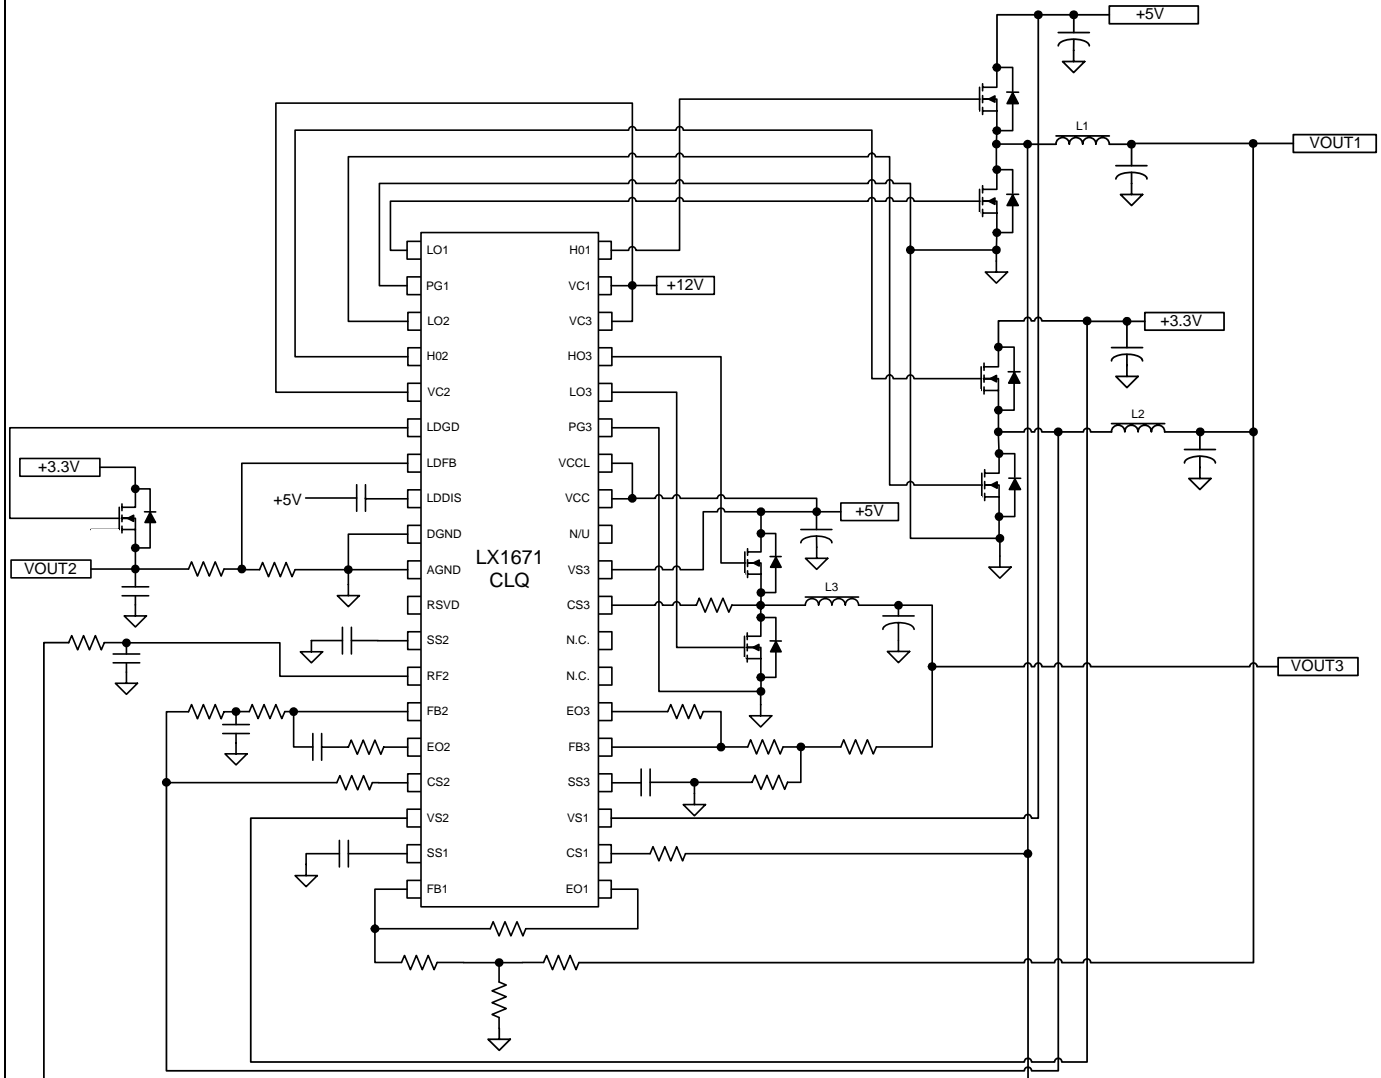 +5V
L1
VOUT1
LO1
H01
PG1
VC1
+12V
LO2
VC3
+3.3V
H02
HO3
VC2
LO3
L2
LDGD
PG3
+3.3V
LDFB
VCCL
+5V
LDDIS
VCC
+5V
DGND
N/U
LX1671
CLQ
VOUT2
AGND
VS3
L3
RSVD
CS3
SS2
N.C.
VOUT3
RF2
N.C.
FB2
EO3
EO2
FB3
CS2
SS3
VS2
VS1
SS1
CS1
FB1
EO1